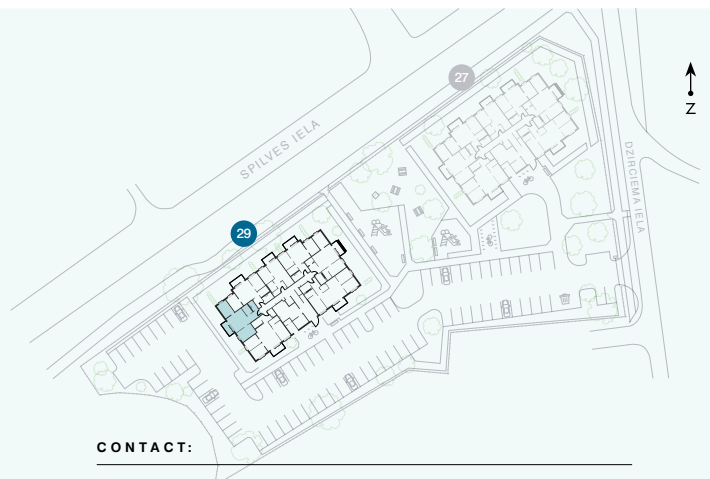 27
Z
SPILVES IELA
DZIRCIEMA IELA
29
CONTACT: